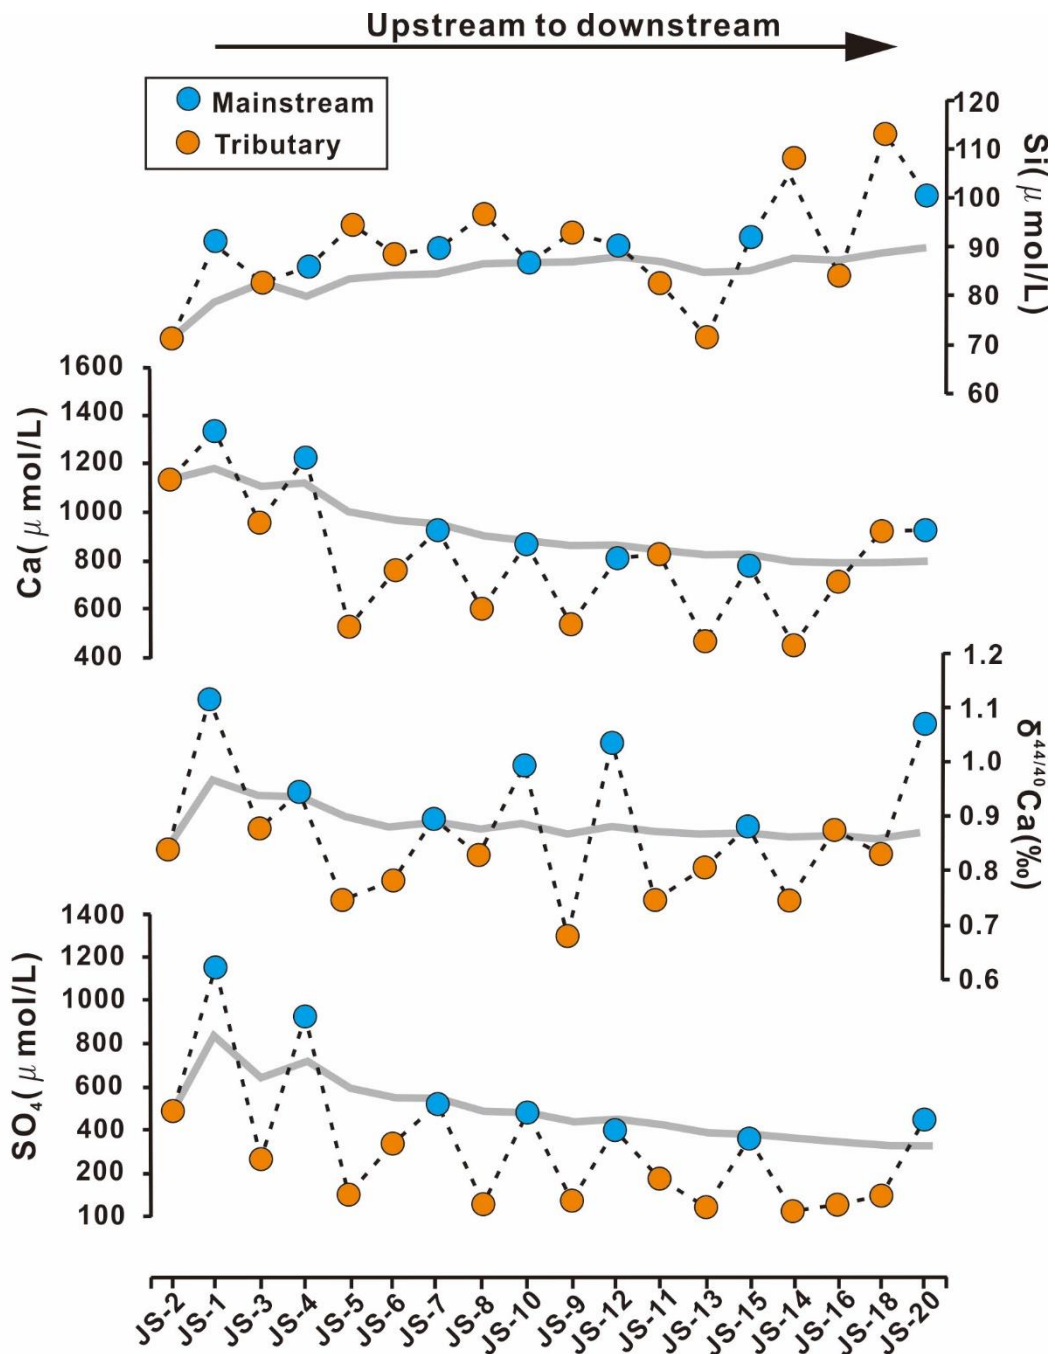 Upstream to downstream
Mainstream
Tributary
120
110
100
90
80
70
60
Si(μ mol/L)
1600
1400
1200
1000
800
600
400
Ca(μ mol/L)
1.2
1.1
1.0
0.9
0.8
0.7
0.6
δ44/40Ca(‰)
1400
1200
1000
800
600
400
200
100
SO4(μ mol/L)
JS-2
JS-1
JS-3
JS-4
JS-5
JS-6
JS-7
JS-8
JS-10
JS-9
JS-12
JS-11
JS-13
JS-15
JS-14
JS-16
JS-18
JS-20